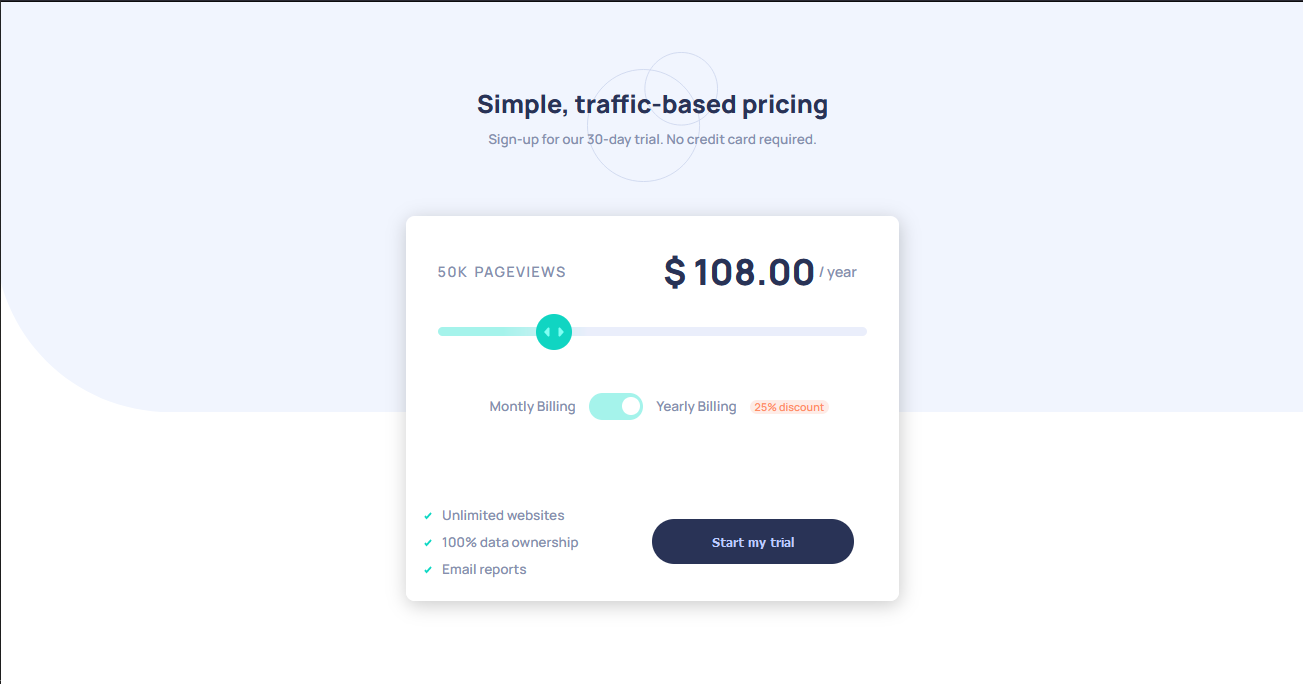 Simple, traffic-based pricing
Sign-up for our 30-day trial. No credit card required.
50K PAGEVIEWS
$ 108.00 / year
Montly Billing
Yearly Billing
25% discount
Unlimited websites
100% data ownership
Email reports
Start my trial